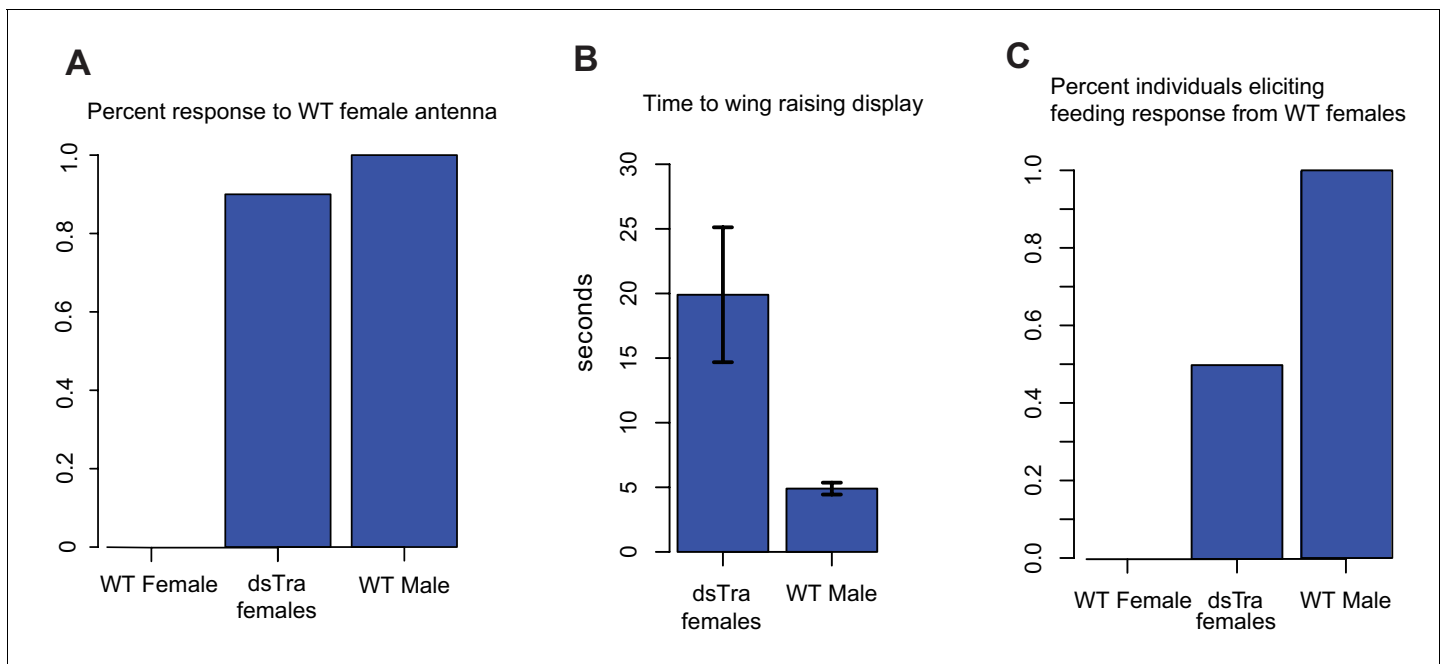 A
Percent response to WT female antenna
1.0
0.8
0.6
0.4
0.2
0
WT Female
dsTra
females
WT Male
B
Time to wing raising display
seconds
30
25
20
15
10
5
0
dsTra
females
WT Male
C
Percent individuals eliciting
feeding response from WT females
1.0
0.8
0.6
0.4
0.2
0.0
WT Female
dsTra
females
WT Male